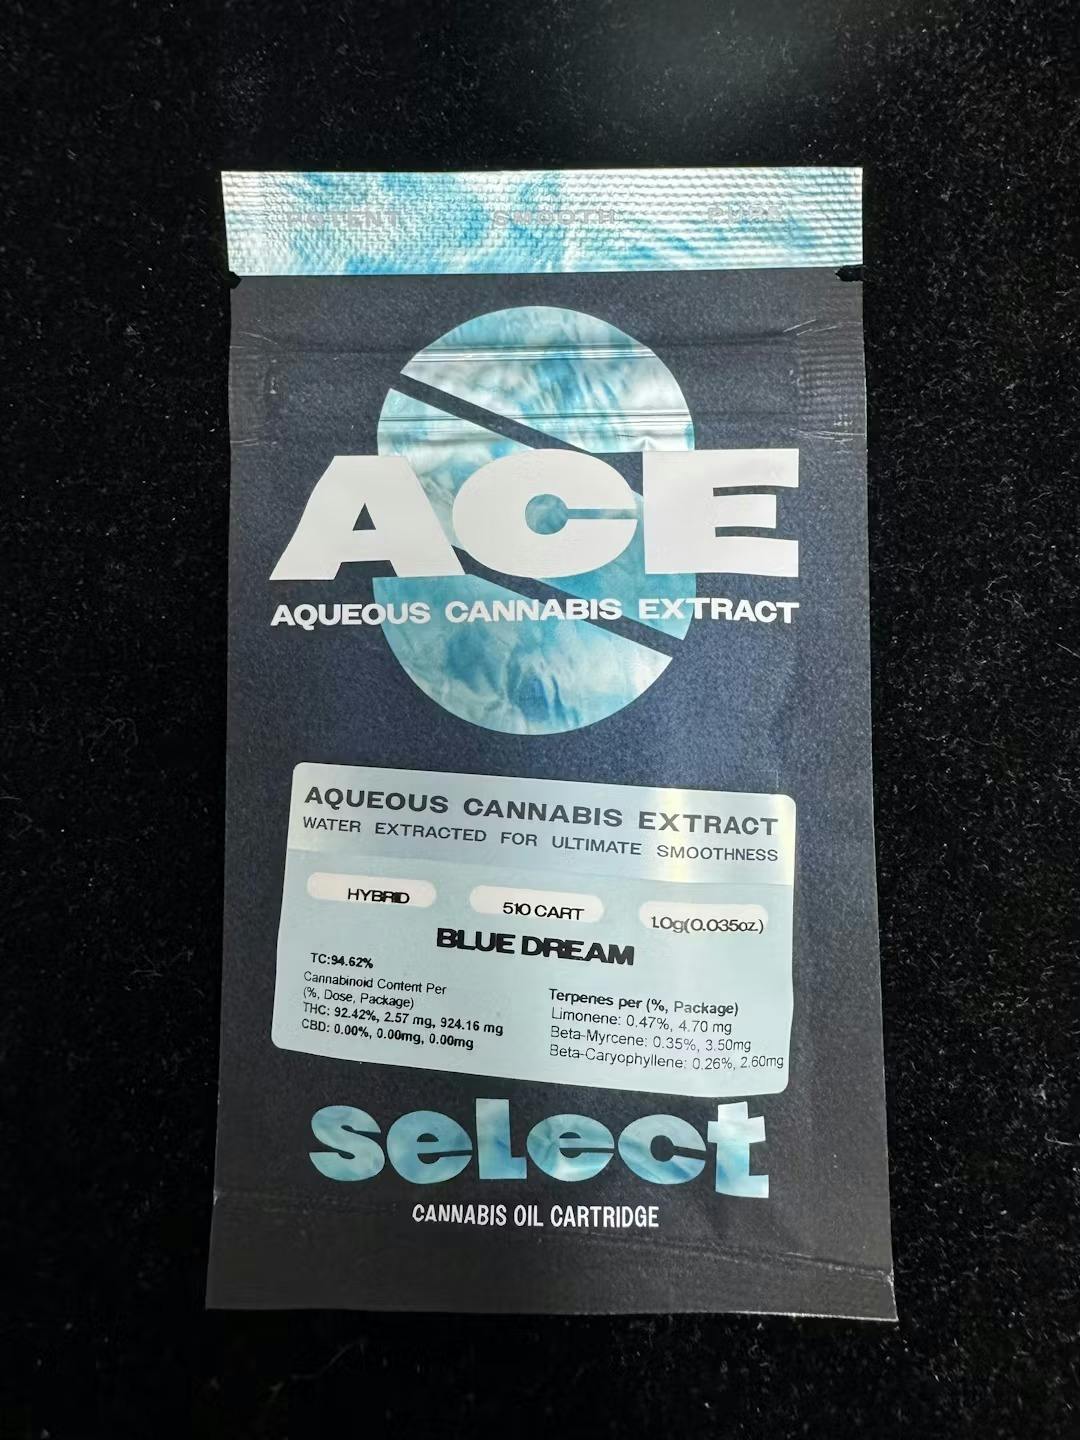 POTENT SMOOTH PURE
ACE
AQUEOUS CANNABIS EXTRACT
AQUEOUS CANNABIS EXTRACT
WATER EXTRACTED FOR ULTIMATE SMOOTHNESS
HYBRID 510 CART 1.0g(0.035oz.)
BLUE DREAM
TC:94.62%
Cannabinoid Content Per
(%, Dose, Package)
THC: 92.42%, 2.57 mg, 924.16 mg
CBD: 0.00%, 0.00mg, 0.00mg
Terpenes per (%, Package)
Limonene: 0.47%, 4.70 mg
Beta-Myrcene: 0.35%, 3.50mg
Beta-Caryophyllene: 0.26%, 2.60mg
select
CANNABIS OIL CARTRIDGE